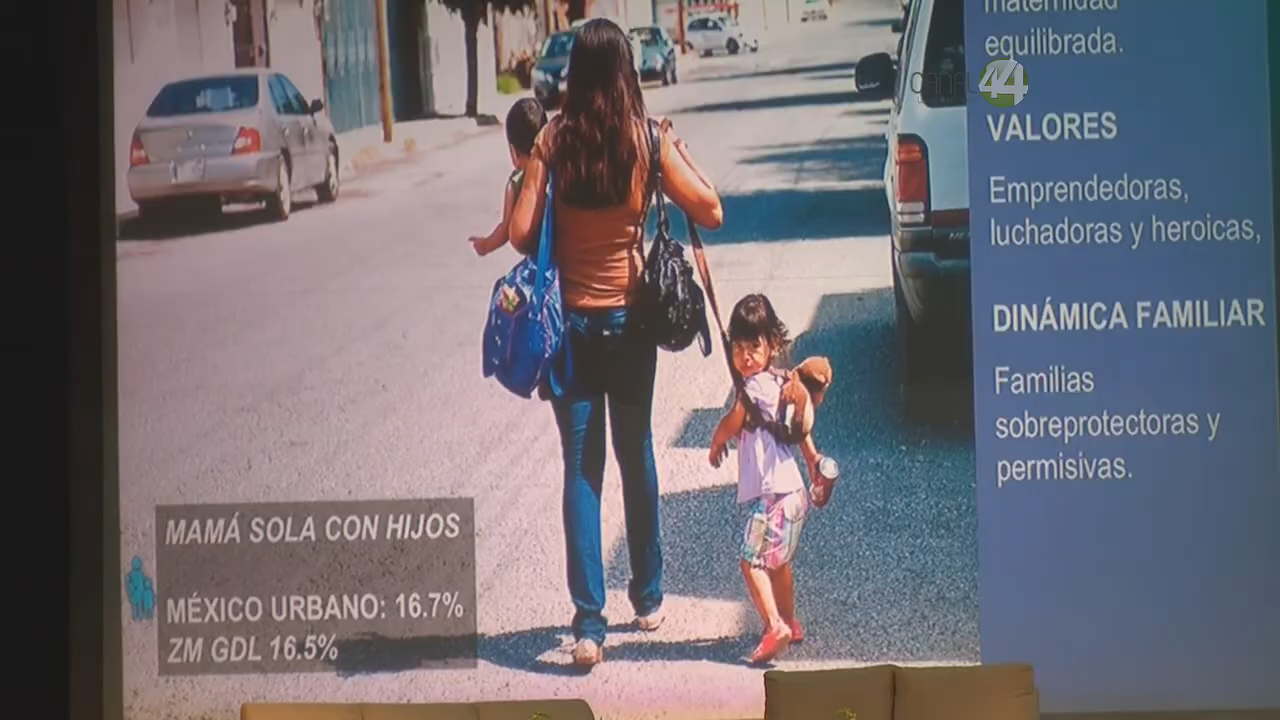 maternidad
equilibrada.
CANAL 44
VALORES
Emprendedoras,
luchadoras y heroicas,
DINÁMICA FAMILIAR
Familias
sobreprotectoras y
permisivas.
MAMÁ SOLA CON HIJOS
MÉXICO URBANO: 16.7%
ZM GDL 16.5%